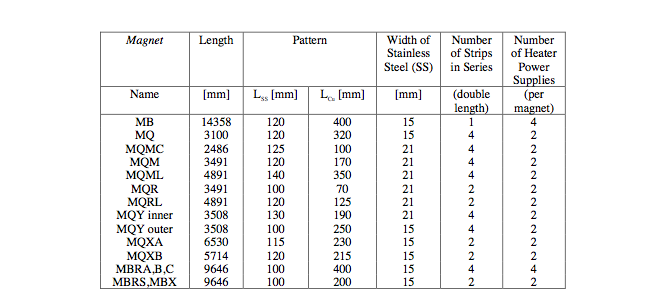 Magnet Length Pattern Width of Stainless Steel (SS) Number of Strips in Series Number of Heater Power Supplies
Name [mm] Lss [mm] LCu [mm] [mm] (double length) (per magnet)
MB 14358 120 400 15 1 4
MQ 3100 120 320 15 4 2
MQMC 2486 125 100 21 4 2
MQM 3491 120 170 21 4 2
MQML 4891 140 350 21 4 2
MQR 3491 100 70 21 2 2
MQRL 4891 120 125 21 2 2
MQY inner 3508 130 190 21 4 2
MQY outer 3508 100 250 15 4 2
MQXA 6530 115 230 15 2 2
MQXB 5714 120 215 15 2 2
MBRA,B,C 9646 100 400 15 4 4
MBRS,MBX 9646 100 200 15 2 2